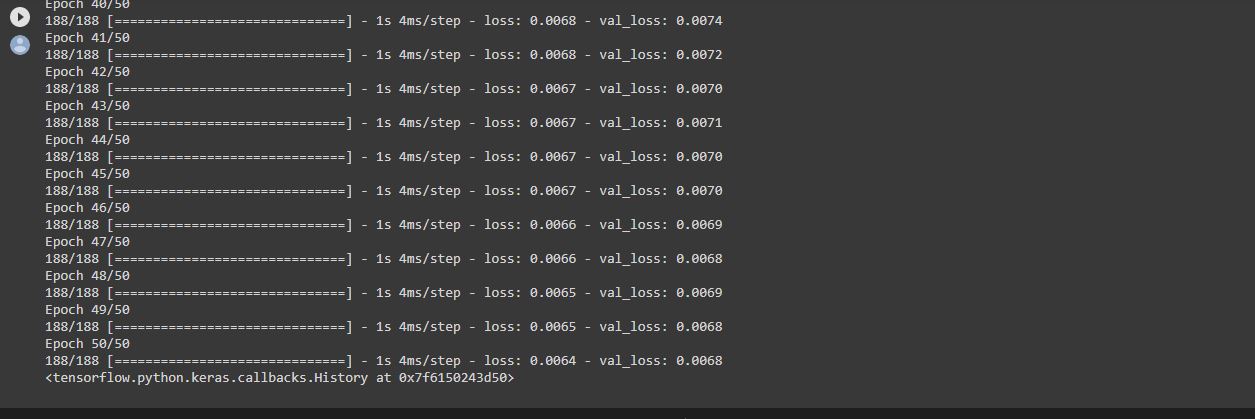 Epoch 40/50
188/188 [==============================] - 1s 4ms/step - loss: 0.0068 - val_loss: 0.0074
Epoch 41/50
188/188 [==============================] - 1s 4ms/step - loss: 0.0068 - val_loss: 0.0072
Epoch 42/50
188/188 [==============================] - 1s 4ms/step - loss: 0.0067 - val_loss: 0.0070
Epoch 43/50
188/188 [==============================] - 1s 4ms/step - loss: 0.0067 - val_loss: 0.0071
Epoch 44/50
188/188 [==============================] - 1s 4ms/step - loss: 0.0067 - val_loss: 0.0070
Epoch 45/50
188/188 [==============================] - 1s 4ms/step - loss: 0.0067 - val_loss: 0.0070
Epoch 46/50
188/188 [==============================] - 1s 4ms/step - loss: 0.0066 - val_loss: 0.0069
Epoch 47/50
188/188 [==============================] - 1s 4ms/step - loss: 0.0066 - val_loss: 0.0068
Epoch 48/50
188/188 [==============================] - 1s 4ms/step - loss: 0.0065 - val_loss: 0.0069
Epoch 49/50
188/188 [==============================] - 1s 4ms/step - loss: 0.0065 - val_loss: 0.0068
Epoch 50/50
188/188 [==============================] - 1s 4ms/step - loss: 0.0064 - val_loss: 0.0068
<tensorflow.python.keras.callbacks.History at 0x7f6150243d50>